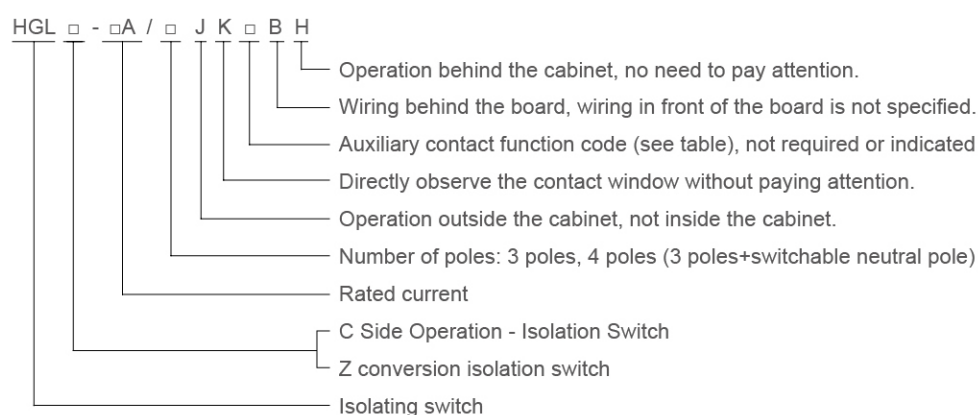 HGL □ - □A / □ J K □ B H
Operation behind the cabinet, no need to pay attention.
Wiring behind the board, wiring in front of the board is not specified.
Auxiliary contact function code (see table), not required or indicated
Directly observe the contact window without paying attention.
Operation outside the cabinet, not inside the cabinet.
Number of poles: 3 poles, 4 poles (3 poles+switchable neutral pole)
Rated current
C Side Operation - Isolation Switch
Z conversion isolation switch
Isolating switch